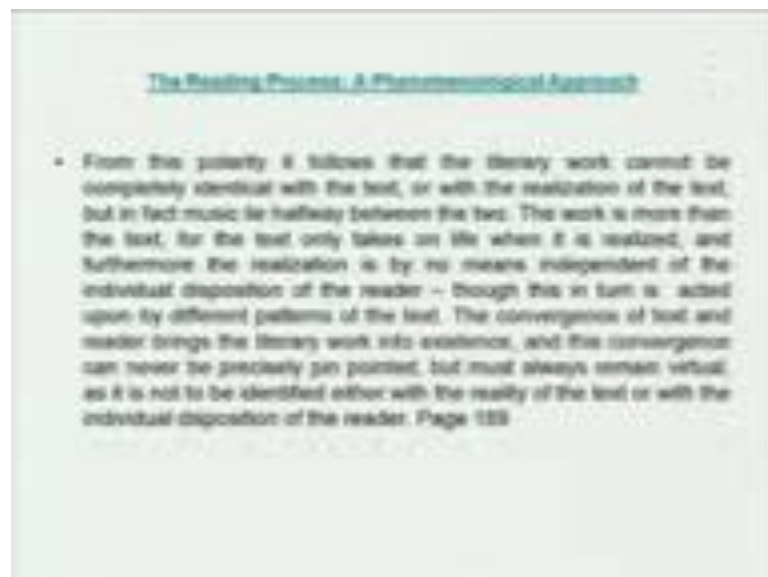 The Reading Process: A Phenomenological Approach
• From this polarity it follows that the literary work cannot be
completely identical with the text, or with the realization of the text,
but in fact music lie halfway between the two. The work is more than
the text, for the text only takes on life when it is realized, and
furthermore the realization is by no means independent of the
individual disposition of the reader – though this in turn is acted
upon by different patterns of the text. The convergence of text and
reader brings the literary work into existence, and this convergence
can never be precisely pin pointed, but must always remain virtual,
as it is not to be identified either with the reality of the text or with the
individual disposition of the reader. Page 189